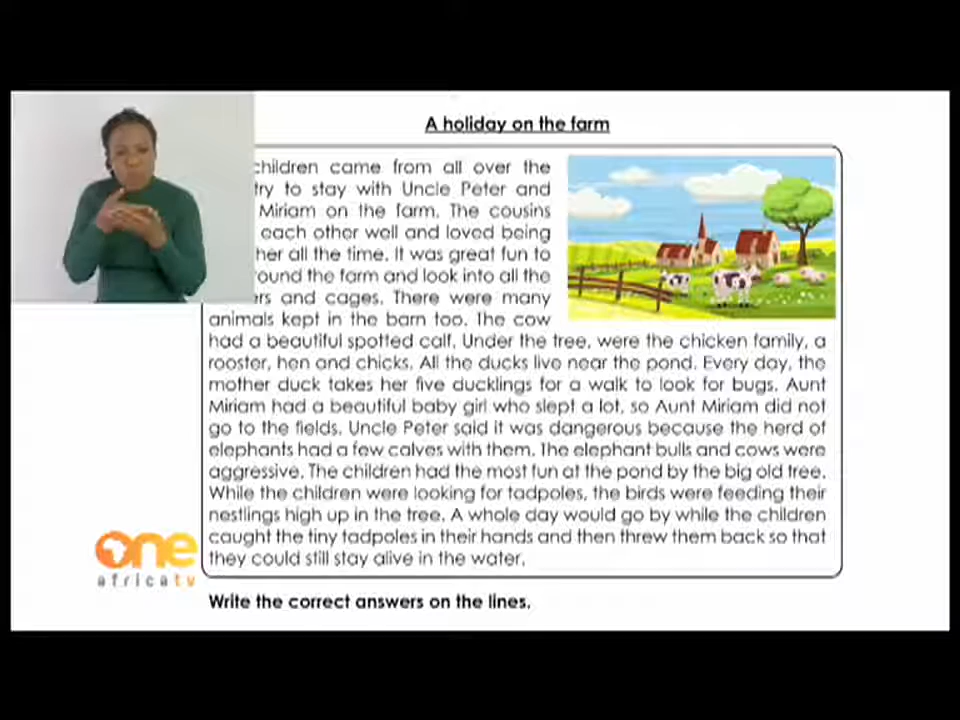 A holiday on the farm
children came from all over the
try to stay with Uncle Peter and
Miriam on the farm. The cousins
each other well and loved being
her all the time. It was great fun to
round the farm and look into all the
rs and cages. There were many
animals kept in the barn too. The cow
had a beautiful spotted calf. Under the tree, were the chicken family, a
rooster, hen and chicks. All the ducks live near the pond. Every day, the
mother duck takes her five ducklings for a walk to look for bugs. Aunt
Miriam had a beautiful baby girl who slept a lot, so Aunt Miriam did not
go to the fields. Uncle Peter said it was dangerous because the herd of
elephants had a few calves with them. The elephant bulls and cows were
aggressive. The children had the most fun at the pond by the big old tree.
While the children were looking for tadpoles, the birds were feeding their
nestlings high up in the tree. A whole day would go by while the children
caught the tiny tadpoles in their hands and then threw them back so that
they could still stay alive in the water.
one
africa tv
Write the correct answers on the lines.